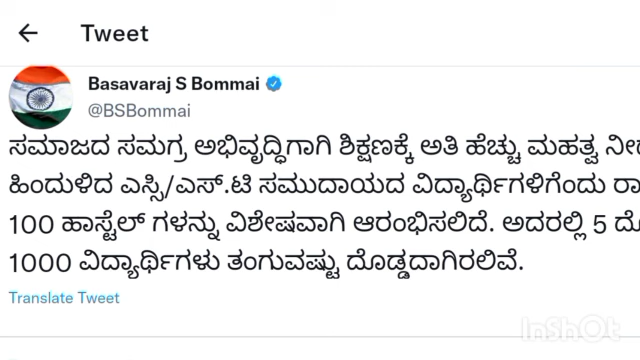 Tweet
Basavaraj S Bommai
@BSBommai
ಸಮಾಜದ ಸಮಗ್ರ ಅಭಿವೃದ್ಧಿಗಾಗಿ ಶಿಕ್ಷಣಕ್ಕೆ ಅತಿ ಹೆಚ್ಚು ಮಹತ್ವ
ಹಿಂದುಳಿದ ಎಸ್ಸಿ/ಎಸ್.ಟಿ ಸಮುದಾಯದ ವಿದ್ಯಾರ್ಥಿಗಳಿಗೆಂದು
100 ಹಾಸ್ಟೆಲ್ ಗಳನ್ನು ವಿಶೇಷವಾಗಿ ಆರಂಭಿಸಲಿದೆ. ಅದರಲ್ಲಿ 5
1000 ವಿದ್ಯಾರ್ಥಿಗಳು ತಂಗುವಷ್ಟು ದೊಡ್ಡದಾಗಿರಲಿವೆ.
Translate Tweet
InShOt